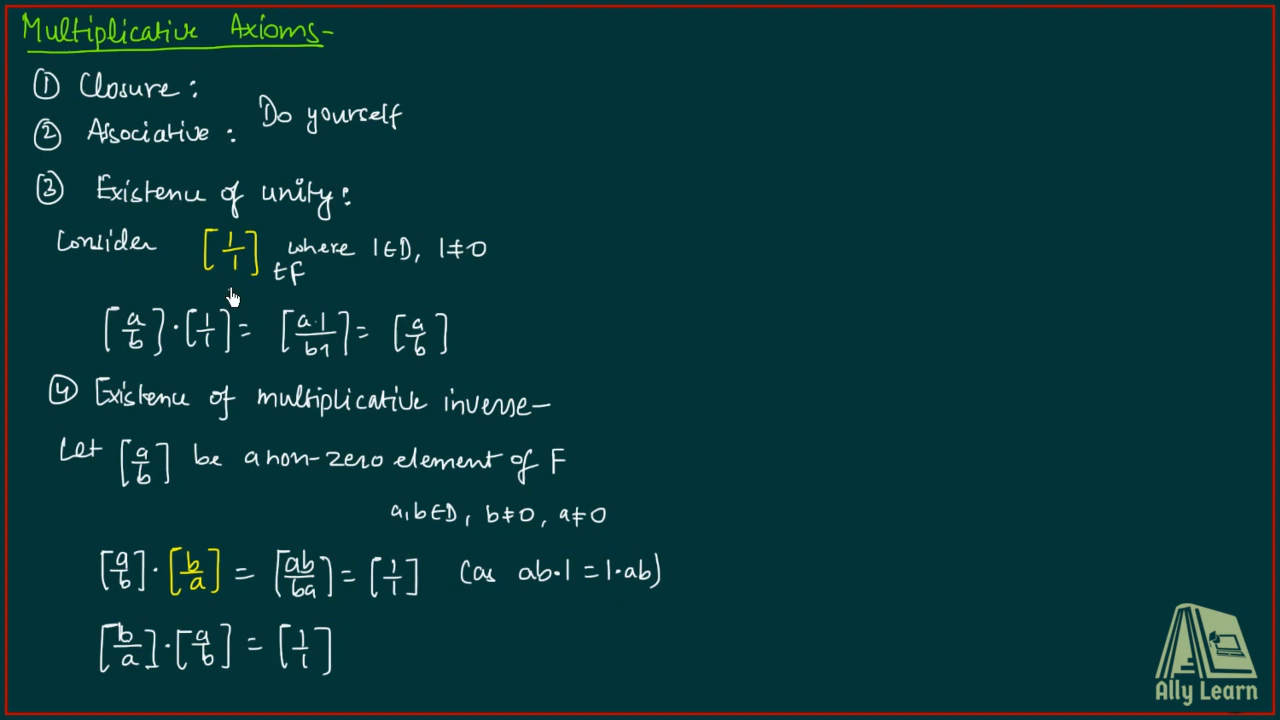 Multiplicative Axioms-
① Closure:
② Associative: Do yourself
③ Existence of unity:
Consider [1/1] ∈F where 1∈D, 1≠0
[a/b]·[1/1] = [a·1/b1] = [a/b]
④ Existence of multiplicative inverse-
Let [a/b] be a non-zero element of F
a,b∈D, b≠0, a≠0
[a/b]·[b/a] = [ab/ba] = [1/1] (as ab·1 = 1·ab)
[b/a]·[a/b] = [1/1]
Ally Learn